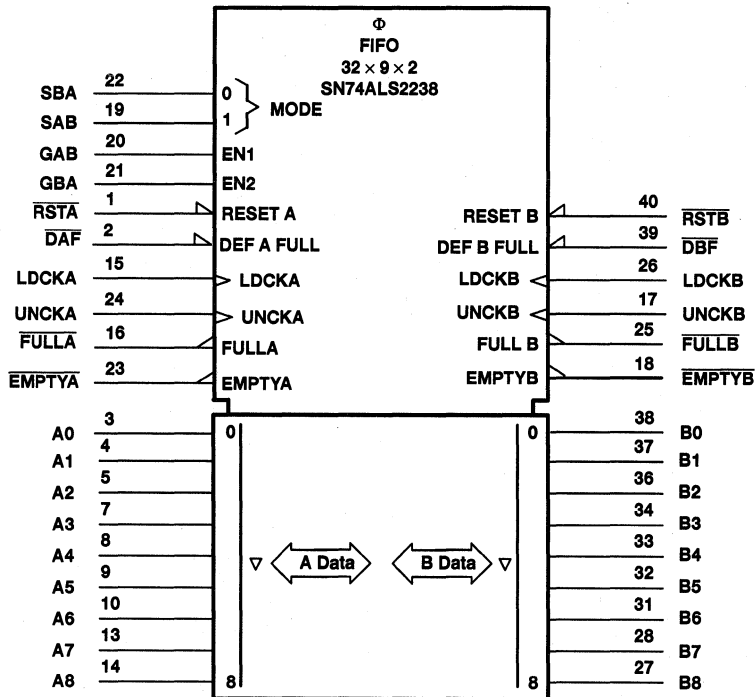 Φ
FIFO
32 × 9 × 2
SN74ALS2238
SBA 22 0
SAB 19 1
MODE
GAB 20 EN1
GBA 21 EN2
RSTA 1 RESET A
DAF 2 DEF A FULL
LDCKA 15 LDCKA
UNCKA 24 UNCKA
FULLA 16 FULLA
EMPTYA 23 EMPTYA
RESET B 40 RSTB
DEF B FULL 39 DBF
LDCKB 26 LDCKB
UNCKB 17 UNCKB
FULL B 25 FULLB
EMPTYB 18 EMPTYB
A0 3 0
A1 4
A2 5
A3 7
A4 8
A5 9
A6 10
A7 13
A8 14 8
A Data
B Data
0 38 B0
37 B1
36 B2
34 B3
33 B4
32 B5
31 B6
28 B7
8 27 B8